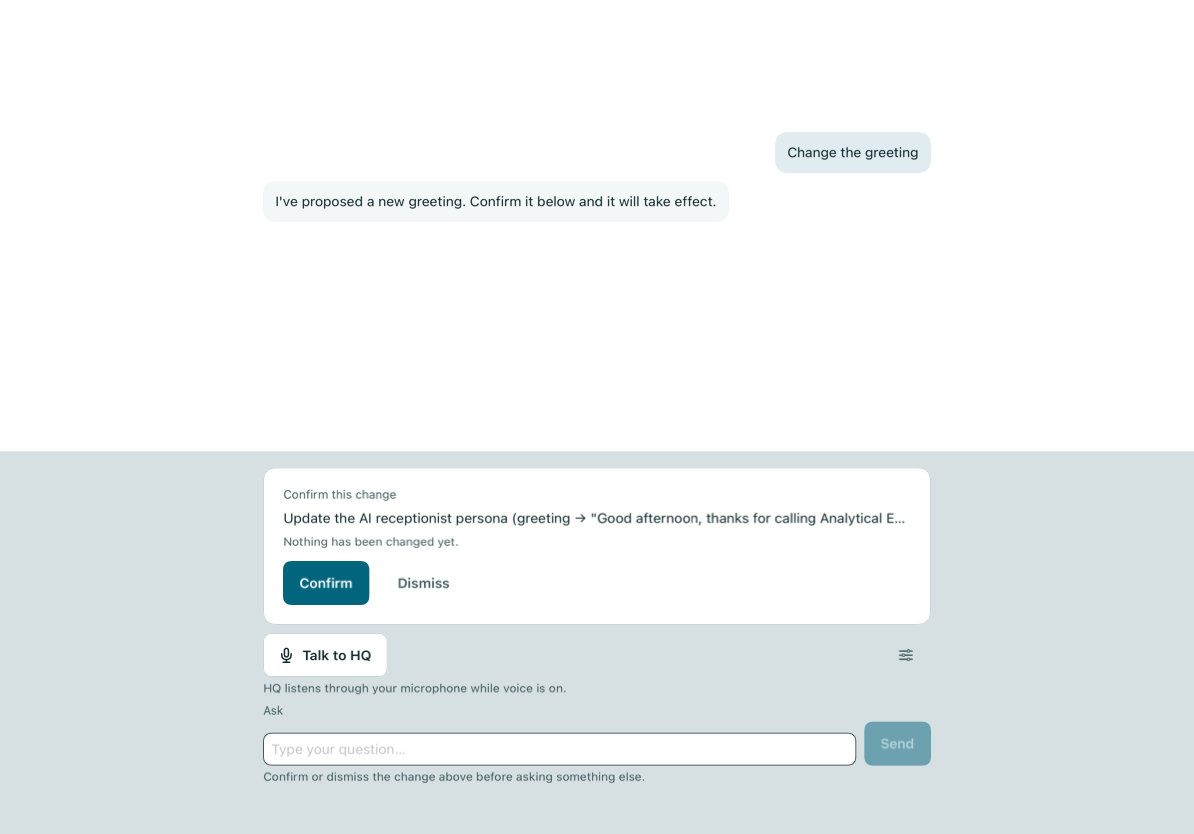 Change the greeting
I've proposed a new greeting. Confirm it below and it will take effect.
Confirm this change
Update the AI receptionist persona (greeting → "Good afternoon, thanks for calling Analytical E...
Nothing has been changed yet.
Confirm
Dismiss
Talk to HQ
HQ listens through your microphone while voice is on.
Ask
Type your question...
Send
Confirm or dismiss the change above before asking something else.